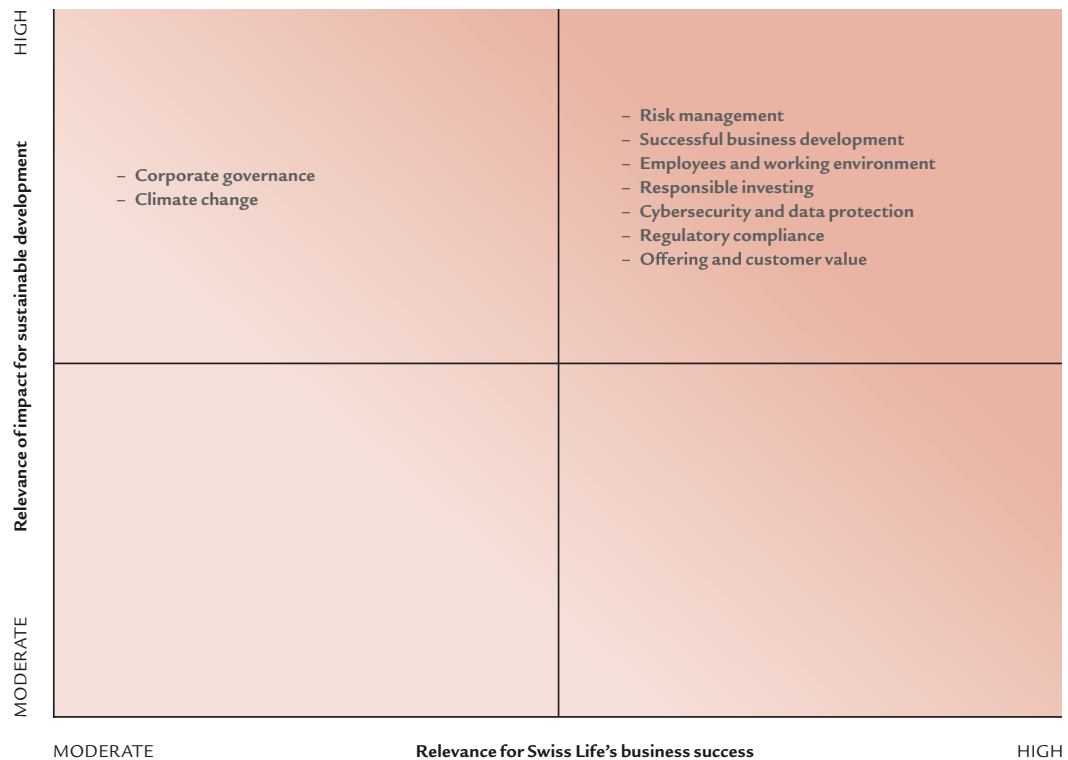 HIGH
Relevance of impact for sustainable development
MODERATE
– Corporate governance
– Climate change
– Risk management
– Successful business development
– Employees and working environment
– Responsible investing
– Cybersecurity and data protection
– Regulatory compliance
– Offering and customer value
MODERATE
Relevance for Swiss Life’s business success
HIGH